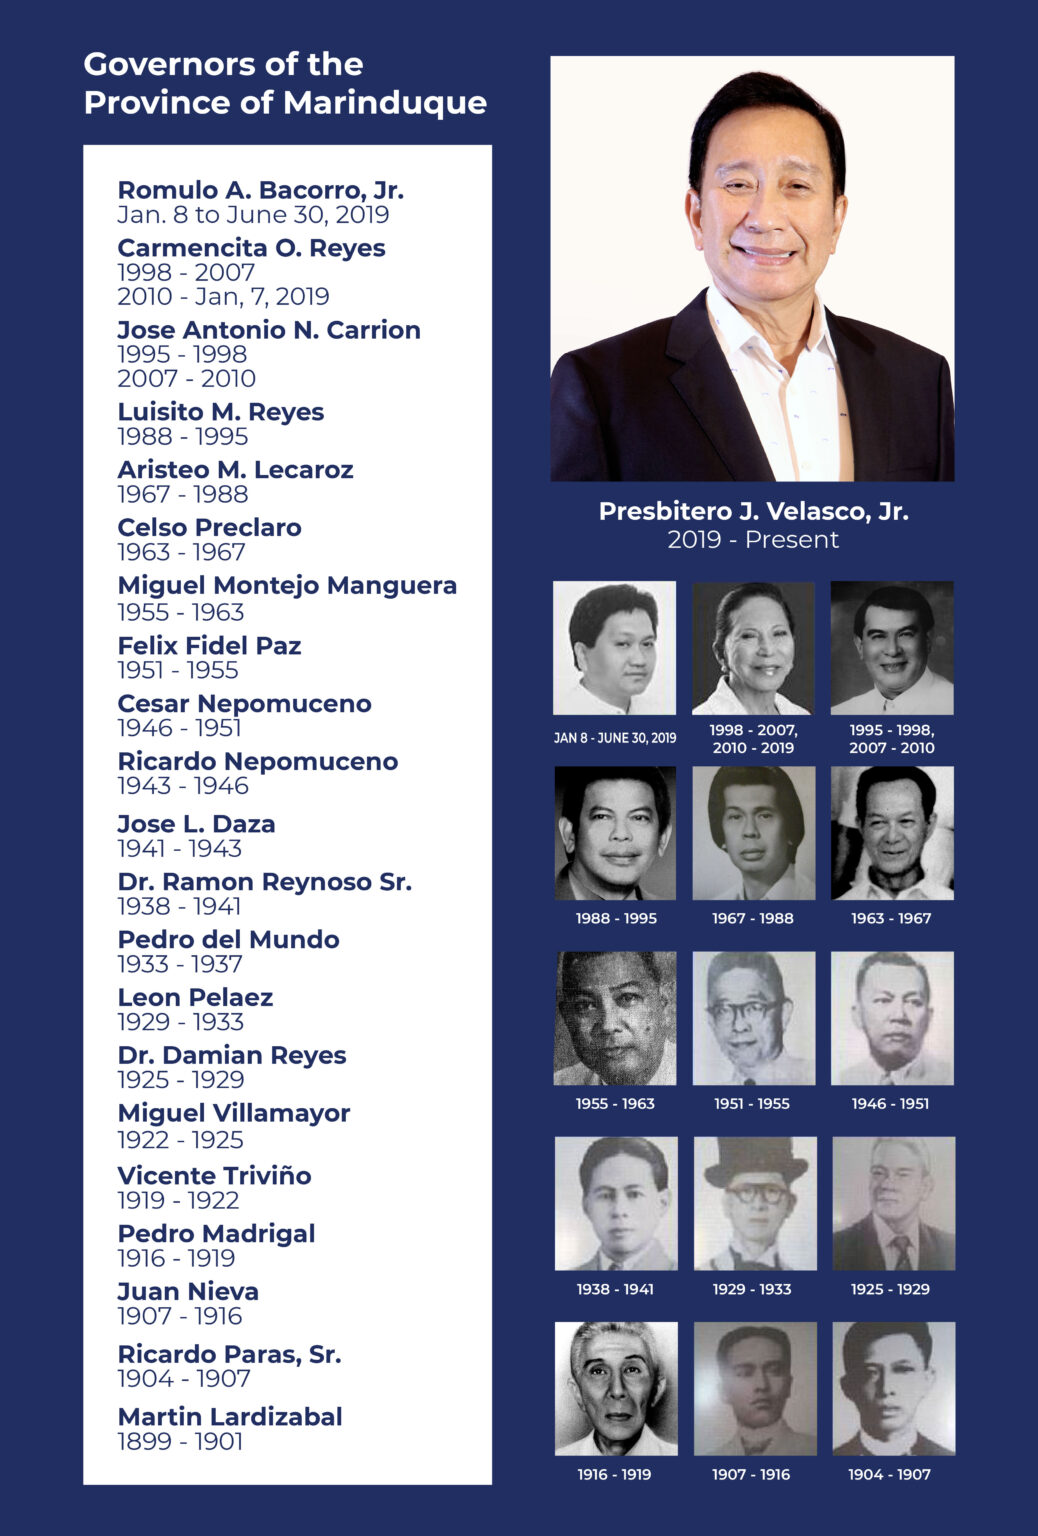 Governors of the
Province of Marinduque
Romulo A. Bacorro, Jr.
Jan. 8 to June 30, 2019
Carmencita O. Reyes
1998 - 2007
2010 - Jan, 7, 2019
Jose Antonio N. Carrion
1995 - 1998
2007 - 2010
Luisito M. Reyes
1988 - 1995
Aristeo M. Lecaroz
1967 - 1988
Celso Preclaro
1963 - 1967
Miguel Montejo Manguera
1955 - 1963
Felix Fidel Paz
1951 - 1955
Cesar Nepomuceno
1946 - 1951
Ricardo Nepomuceno
1943 - 1946
Jose L. Daza
1941 - 1943
Dr. Ramon Reynoso Sr.
1938 - 1941
Pedro del Mundo
1933 - 1937
Leon Pelaez
1929 - 1933
Dr. Damian Reyes
1925 - 1929
Miguel Villamayor
1922 - 1925
Vicente Triviño
1919 - 1922
Pedro Madrigal
1916 - 1919
Juan Nieva
1907 - 1916
Ricardo Paras, Sr.
1904 - 1907
Martin Lardizabal
1899 - 1901
Presbitero J. Velasco, Jr.
2019 - Present
JAN 8 - JUNE 30, 2019
1998 - 2007,
2010 - 2019
1995 - 1998,
2007 - 2010
1988 - 1995
1967 - 1988
1963 - 1967
1955 - 1963
1951 - 1955
1946 - 1951
1938 - 1941
1929 - 1933
1925 - 1929
1916 - 1919
1907 - 1916
1904 - 1907